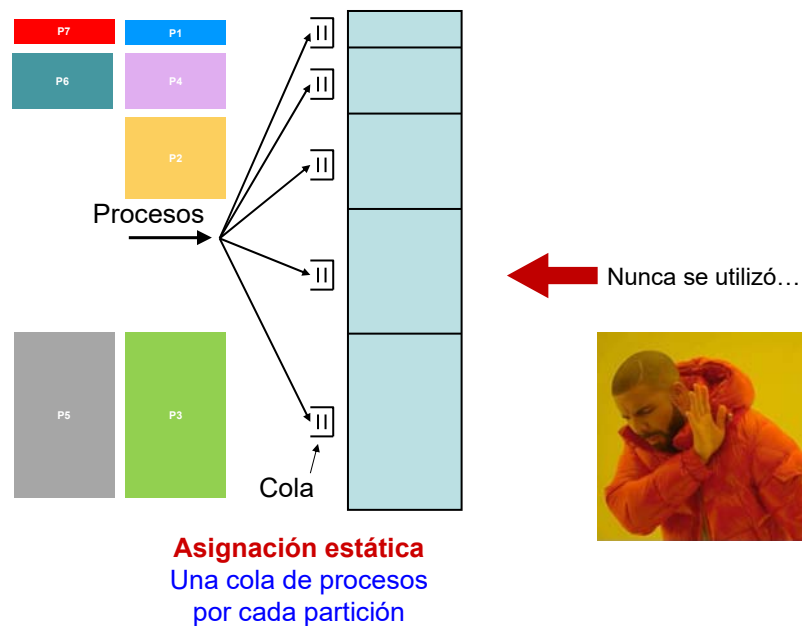 P7
P1
P6
P4
P2
Procesos
Nunca se utilizó…
P5
P3
Cola
Asignación estática
Una cola de procesos
por cada partición